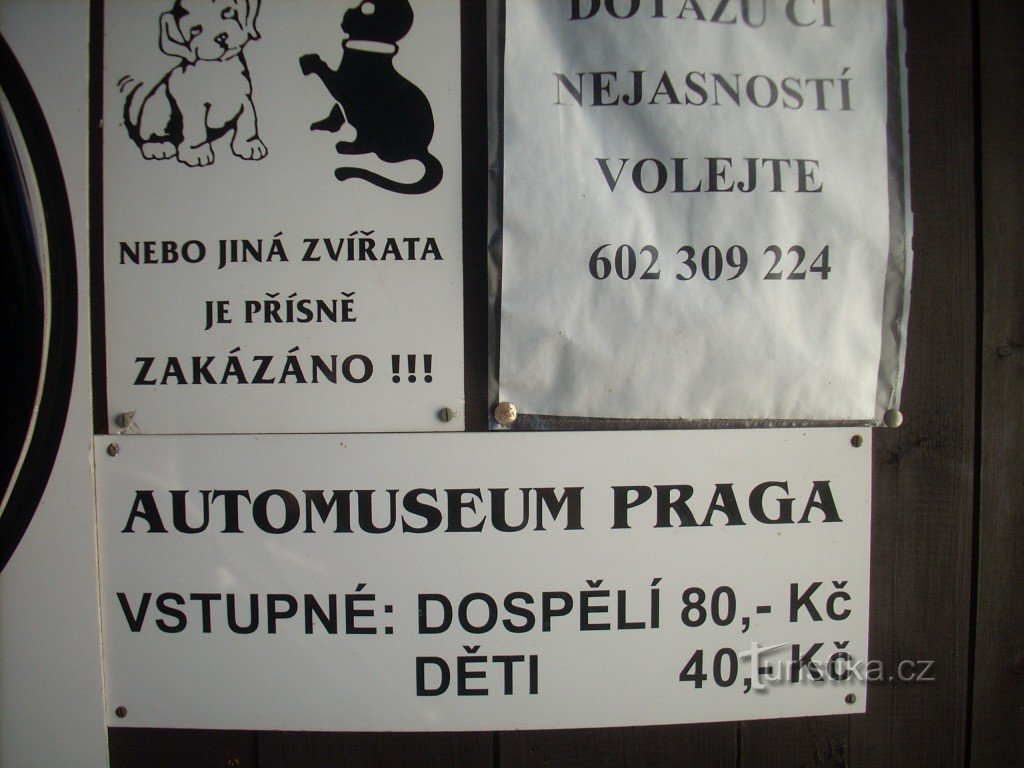 NEBO JINÁ ZVÍŘATA
JE PŘÍSNĚ
ZAKÁZÁNO !!!
DOTAZŮ ČI
NEJASNOSTÍ
VOLEJTE
602 309 224
AUTOMUSEUM PRAGA
VSTUPNÉ: DOSPĚLÍ 80,- Kč
DĚTI 40,- Kč
turistika.cz